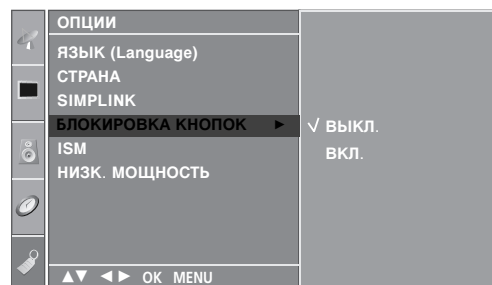 ОПЦИИ
ЯЗЫК (Language)
СТРАНА
SIMPLINK
БЛОКИРОВКА КНОПОК ►
ISM
НИЗК. МОЩНОСТЬ
√ ВЫКЛ.
ВКЛ.
▲▼ ◄► OK MENU